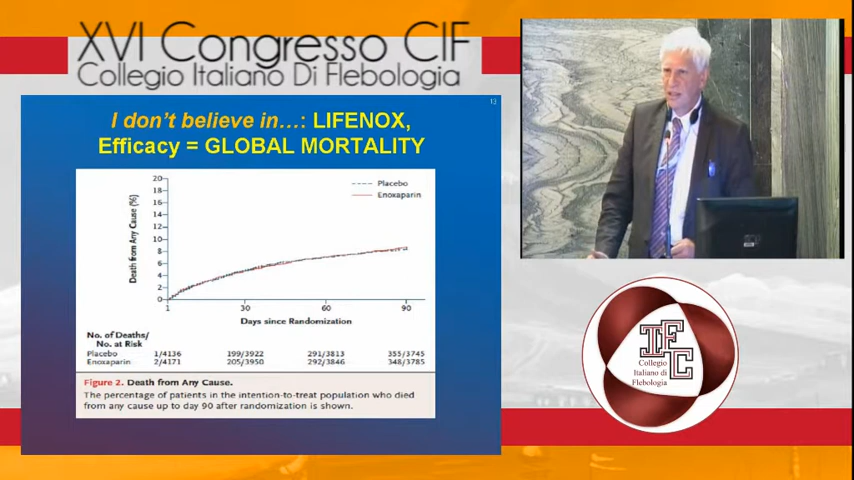 XVI Congresso CIF
Collegio Italiano Di Flebologia
13
I don't believe in…: LIFENOX,
Efficacy = GLOBAL MORTALITY
20
18
16
14
12
10
8
6
4
2
0
Death from Any Cause (%)
Placebo
Enoxaparin
1 30 60 90
Days since Randomization
No. of Deaths/
No. at Risk
Placebo 1/4136 199/3922 291/3813 355/3745
Enoxaparin 2/4171 205/3950 292/3846 348/3785
Figure 2. Death from Any Cause.
The percentage of patients in the intention-to-treat population who died
from any cause up to day 90 after randomization is shown.
Collegio
Italiano di
Flebologia